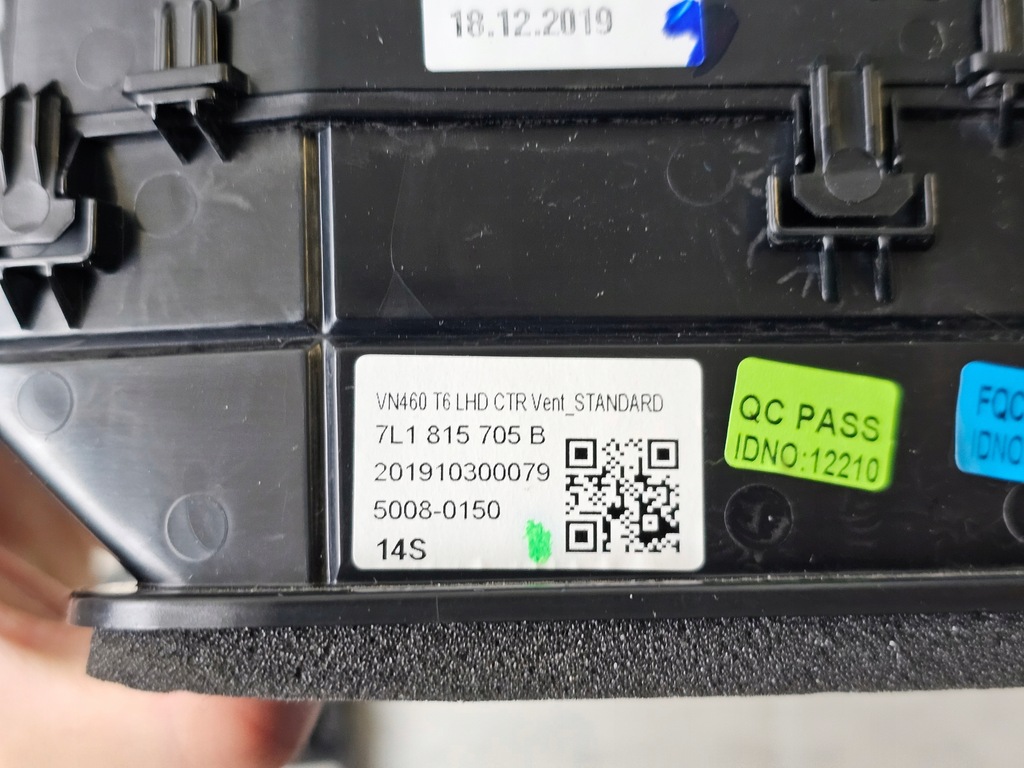 18.12.2019
VN460 T6 LHD CTR Vent_STANDARD
7L1 815 705 B
201910300079
5008-0150
14S
QC PASS
IDNO:12210
FQC
IDNO